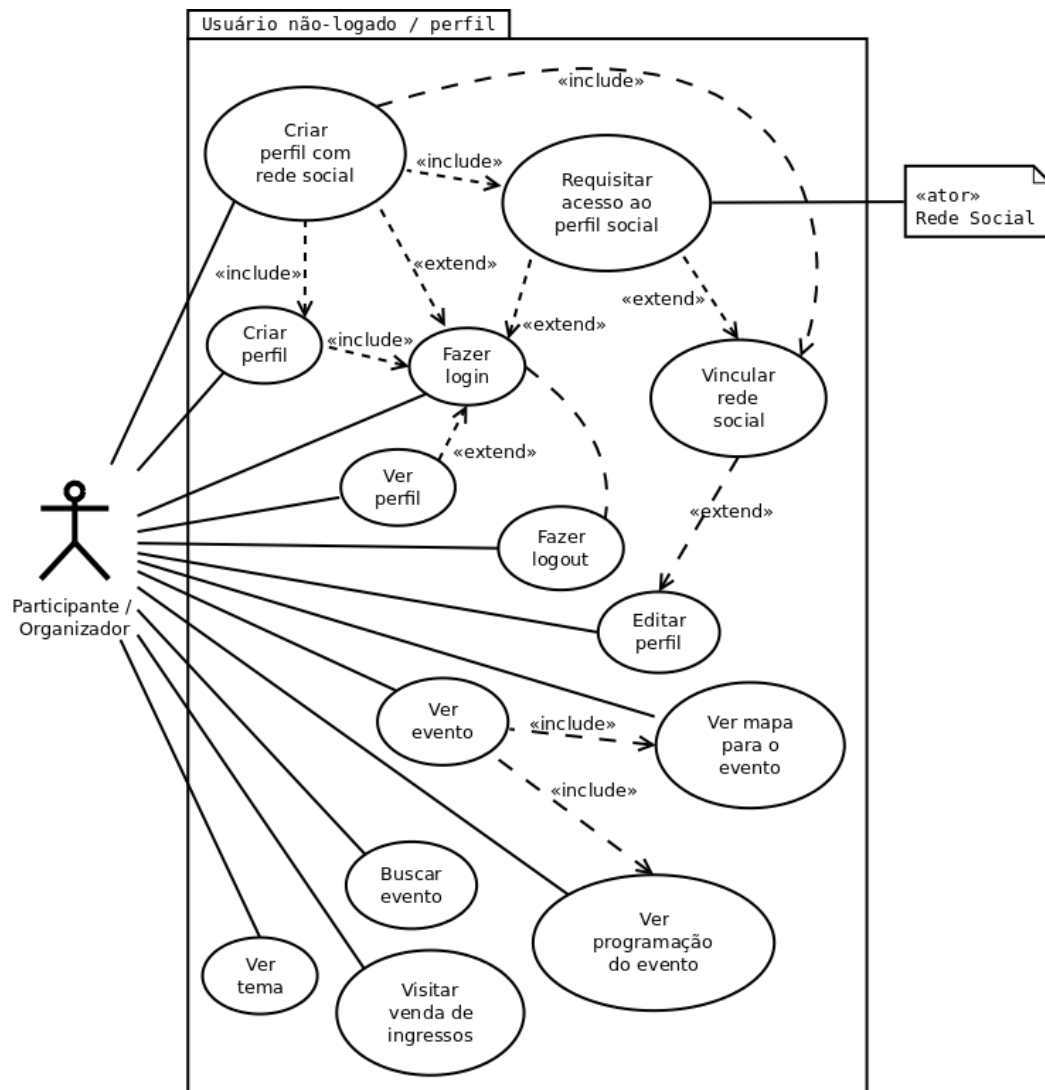 Usuário não-logado / perfil
«include»
Criar
perfil com
rede social
«include»
Requisitar
acesso ao
perfil social
«ator»
Rede Social
«include»
«extend»
«extend»
«extend»
Criar
perfil
«include»
Fazer
login
Vincular
rede
social
«extend»
Ver
perfil
«extend»
Fazer
logout
Participante /
Organizador
Editar
perfil
Ver
evento
«include»
Ver mapa
para o
evento
«include»
Buscar
evento
Ver
programação
do evento
Ver
tema
Visitar
venda de
ingressos